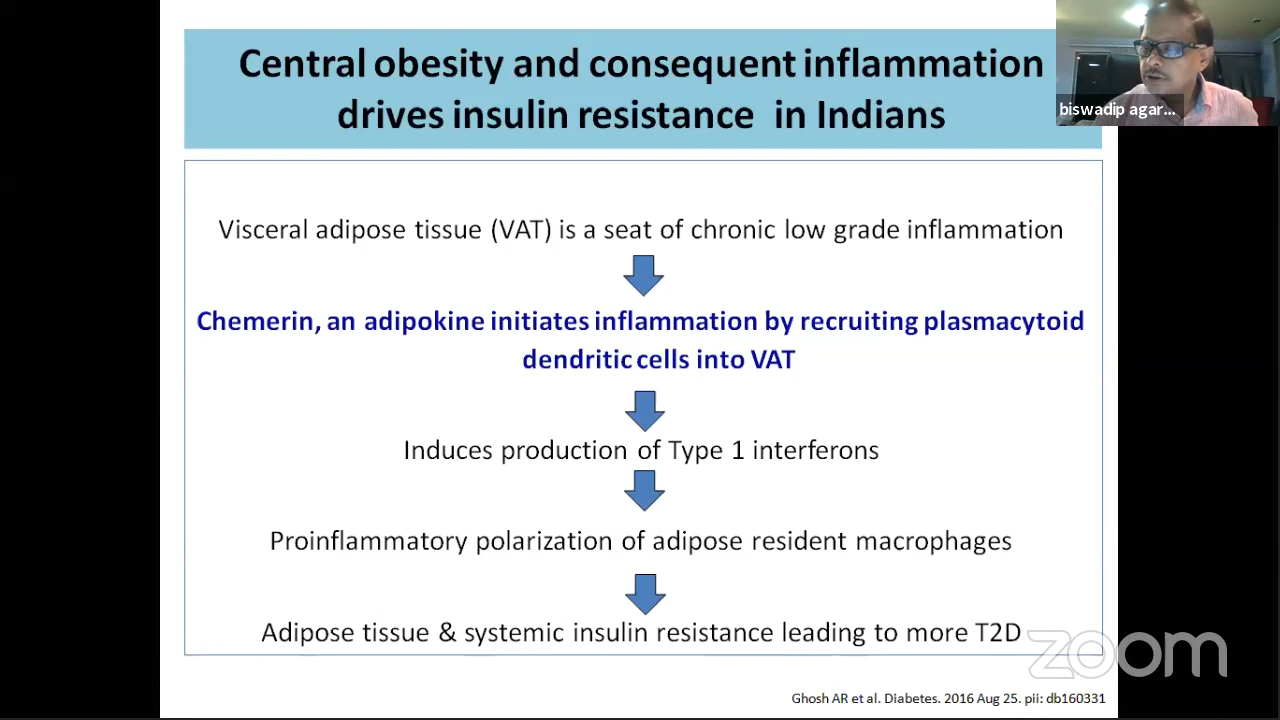 Central obesity and consequent inflammation
drives insulin resistance in Indians
biswadip agar...
Visceral adipose tissue (VAT) is a seat of chronic low grade inflammation
Chemerin, an adipokine initiates inflammation by recruiting plasmacytoid
dendritic cells into VAT
Induces production of Type 1 interferons
Proinflammatory polarization of adipose resident macrophages
Adipose tissue & systemic insulin resistance leading to more T2D
zoom
Ghosh AR et al. Diabetes. 2016 Aug 25. pii: db160331